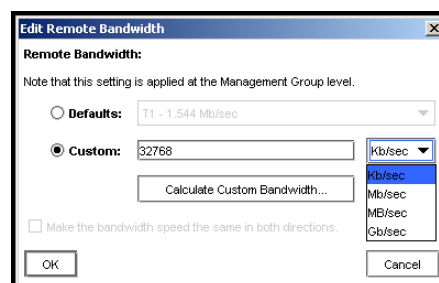 Edit Remote Bandwidth
Remote Bandwidth:
Note that this setting is applied at the Management Group level.
Defaults: T1 - 1.544 Mb/sec
Custom: 32768 Kb/sec
Kb/sec
Calculate Custom Bandwidth... Mb/sec
MB/sec
Make the bandwidth speed the same in both directions. Gb/sec
OK Cancel